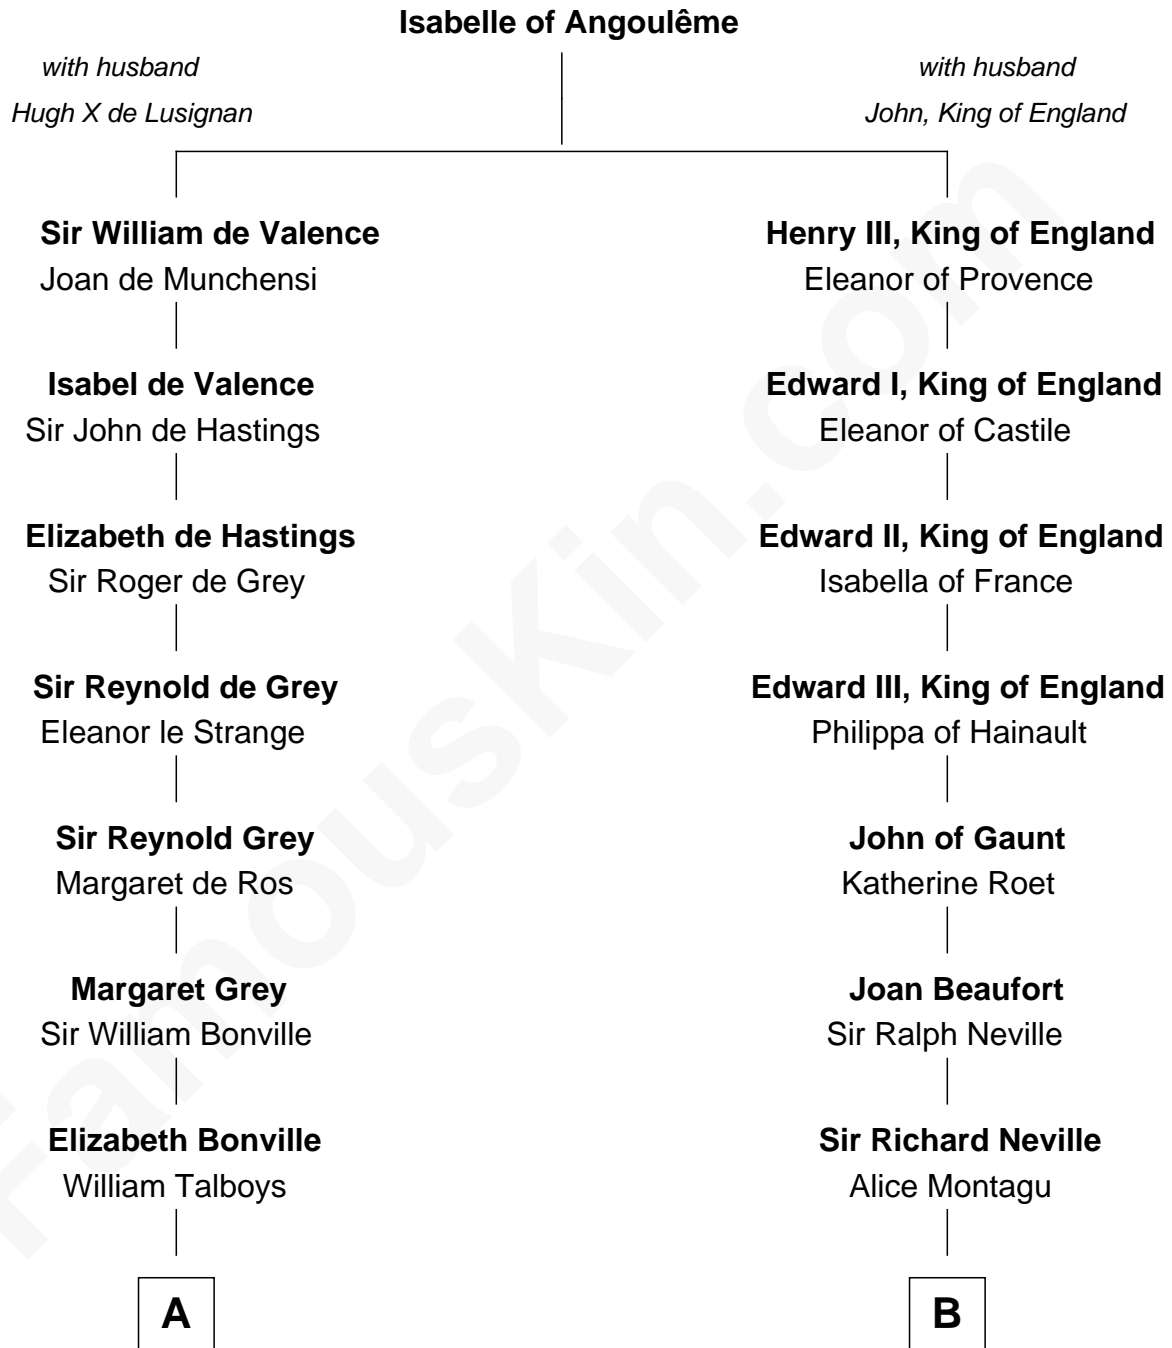 Isabelle of Angoulême
with husband
Hugh X de Lusignan
with husband
John, King of England
Sir William de Valence
Joan de Munchensi
Henry III, King of England
Eleanor of Provence
Isabel de Valence
Sir John de Hastings
Edward I, King of England
Eleanor of Castile
Elizabeth de Hastings
Sir Roger de Grey
Edward II, King of England
Isabella of France
Sir Reynold de Grey
Eleanor le Strange
Edward III, King of England
Philippa of Hainault
Sir Reynold Grey
Margaret de Ros
John of Gaunt
Katherine Roet
Margaret Grey
Sir William Bonville
Joan Beaufort
Sir Ralph Neville
Elizabeth Bonville
William Talboys
Sir Richard Neville
Alice Montagu
A
B
FamousKin.com